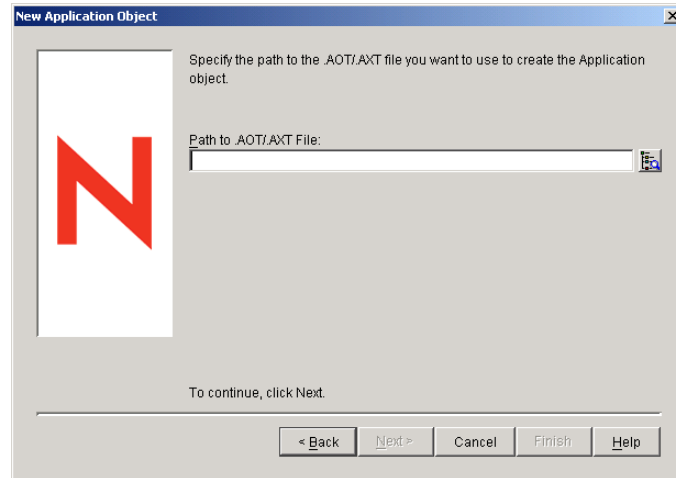 New Application Object
Specify the path to the .AOT/.AXT file you want to use to create the Application
object.
Path to .AOT/.AXT File:
N
To continue, click Next.
< Back
Next >
Cancel
Finish
Help